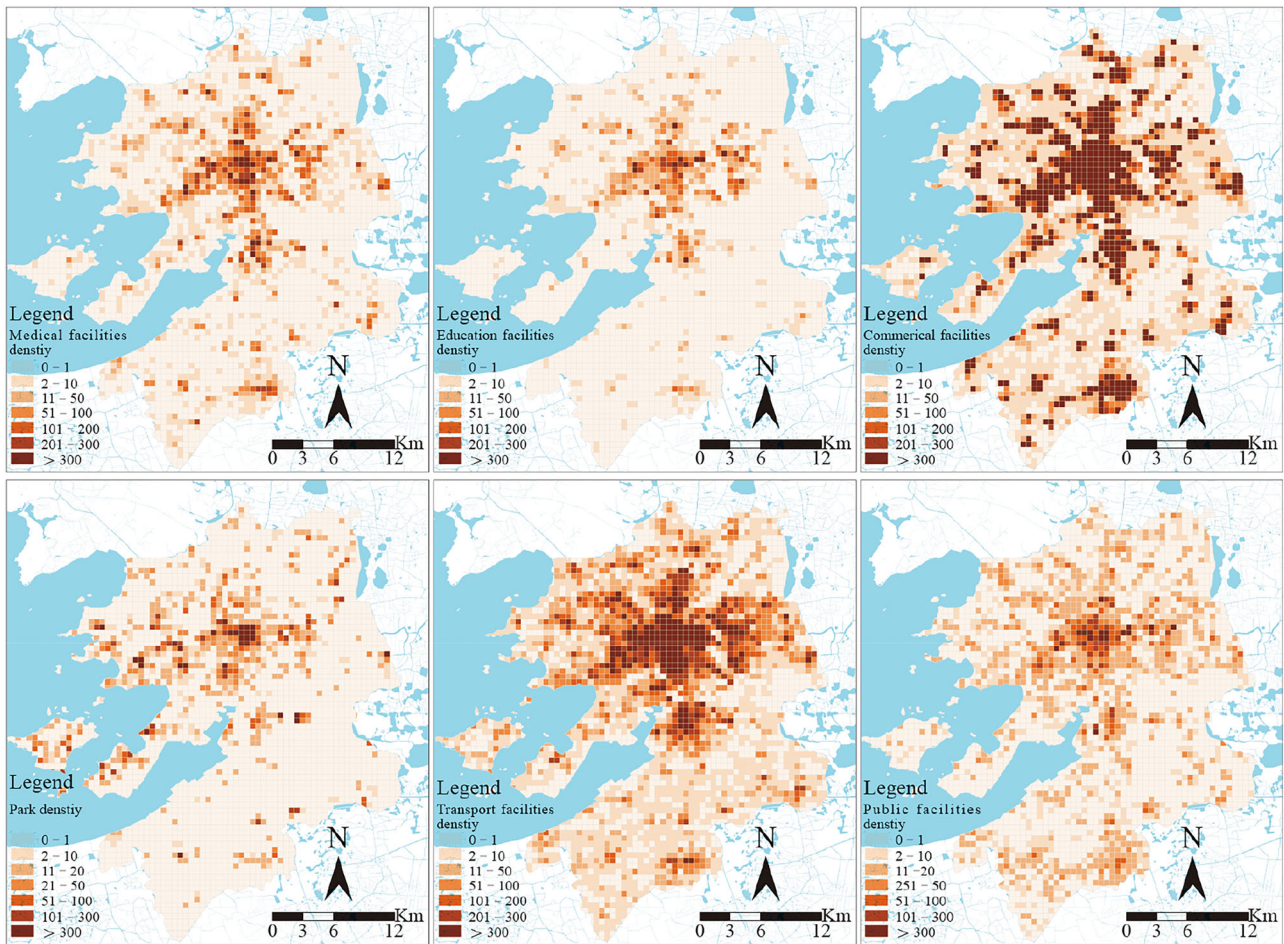 Legend
Medical facilities
denstiy
0 – 1
2 – 10
11 – 50
51 – 100
101 – 200
201 – 300
> 300
N
Km
0 3 6 12
Legend
Education facilities
denstiy
0 – 1
2 – 10
11 – 50
51 – 100
101 – 200
201 – 300
> 300
N
Km
0 3 6 12
Legend
Commerical facilities
denstiy
0 – 1
2 – 10
11 – 50
51 – 100
101 – 200
201 – 300
> 300
N
Km
0 3 6 12
Legend
Park denstiy
0 – 1
2 – 10
11 – 20
21 – 50
51 – 100
101 – 300
> 300
N
Km
0 3 6 12
Legend
Transport facilities
denstiy
0 – 1
2 – 10
11 – 50
51 – 100
101 – 200
201 – 300
> 300
N
Km
0 3 6 12
Legend
Public facilities
denstiy
0 – 1
2 – 10
11 – 20
251 – 50
51 – 100
101 – 300
> 300
N
Km
0 3 6 12